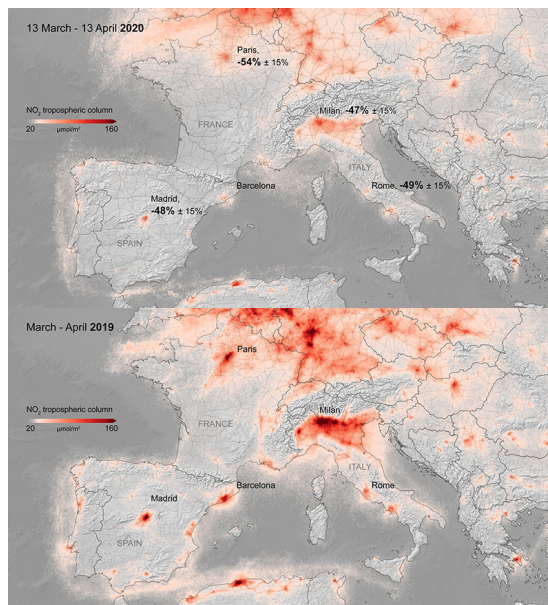 13 March - 13 April 2020
Paris,
-54% ± 15%
NO₂ tropospheric column
20 µmol/m² 160
Milan, -47% ± 15%
FRANCE
ITALY
Barcelona
Rome, -49% ± 15%
Madrid,
-48% ± 15%
SPAIN
March - April 2019
Paris
NO₂ tropospheric column
20 µmol/m² 160
Milan
FRANCE
ITALY
Barcelona
Rome
Madrid
SPAIN